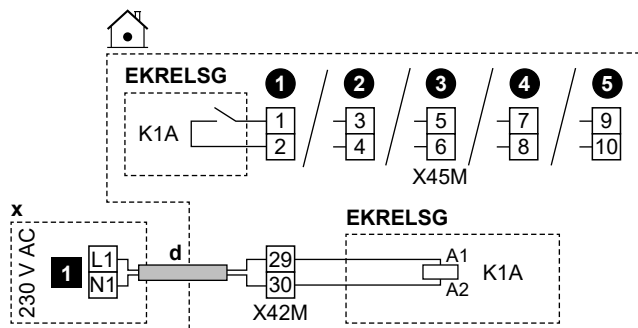 EKRELSG 1 2 3 4 5
K1A 1 3 5 7 9
2 4 6 8 10
X45M
x
EKRELSG
230 V AC 1 L1 d 29 A1
N1 30 A2 K1A
X42M